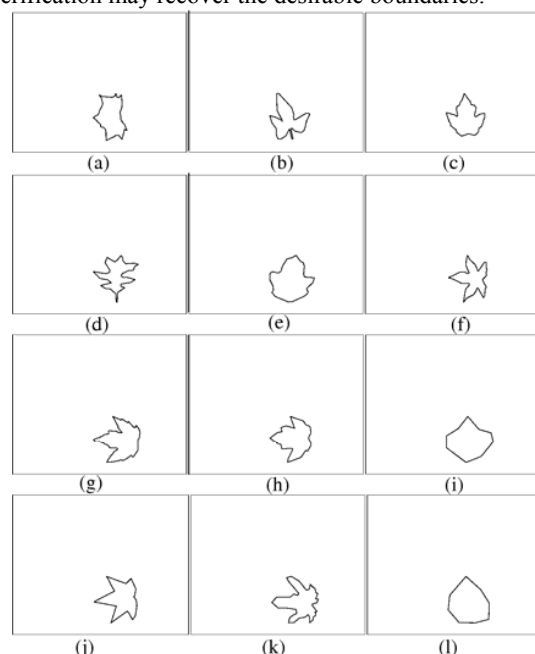 erification may recover the desirable boundaries.
(a) (b) (c)
(d) (e) (f)
(g) (h) (i)
(j) (k) (l)